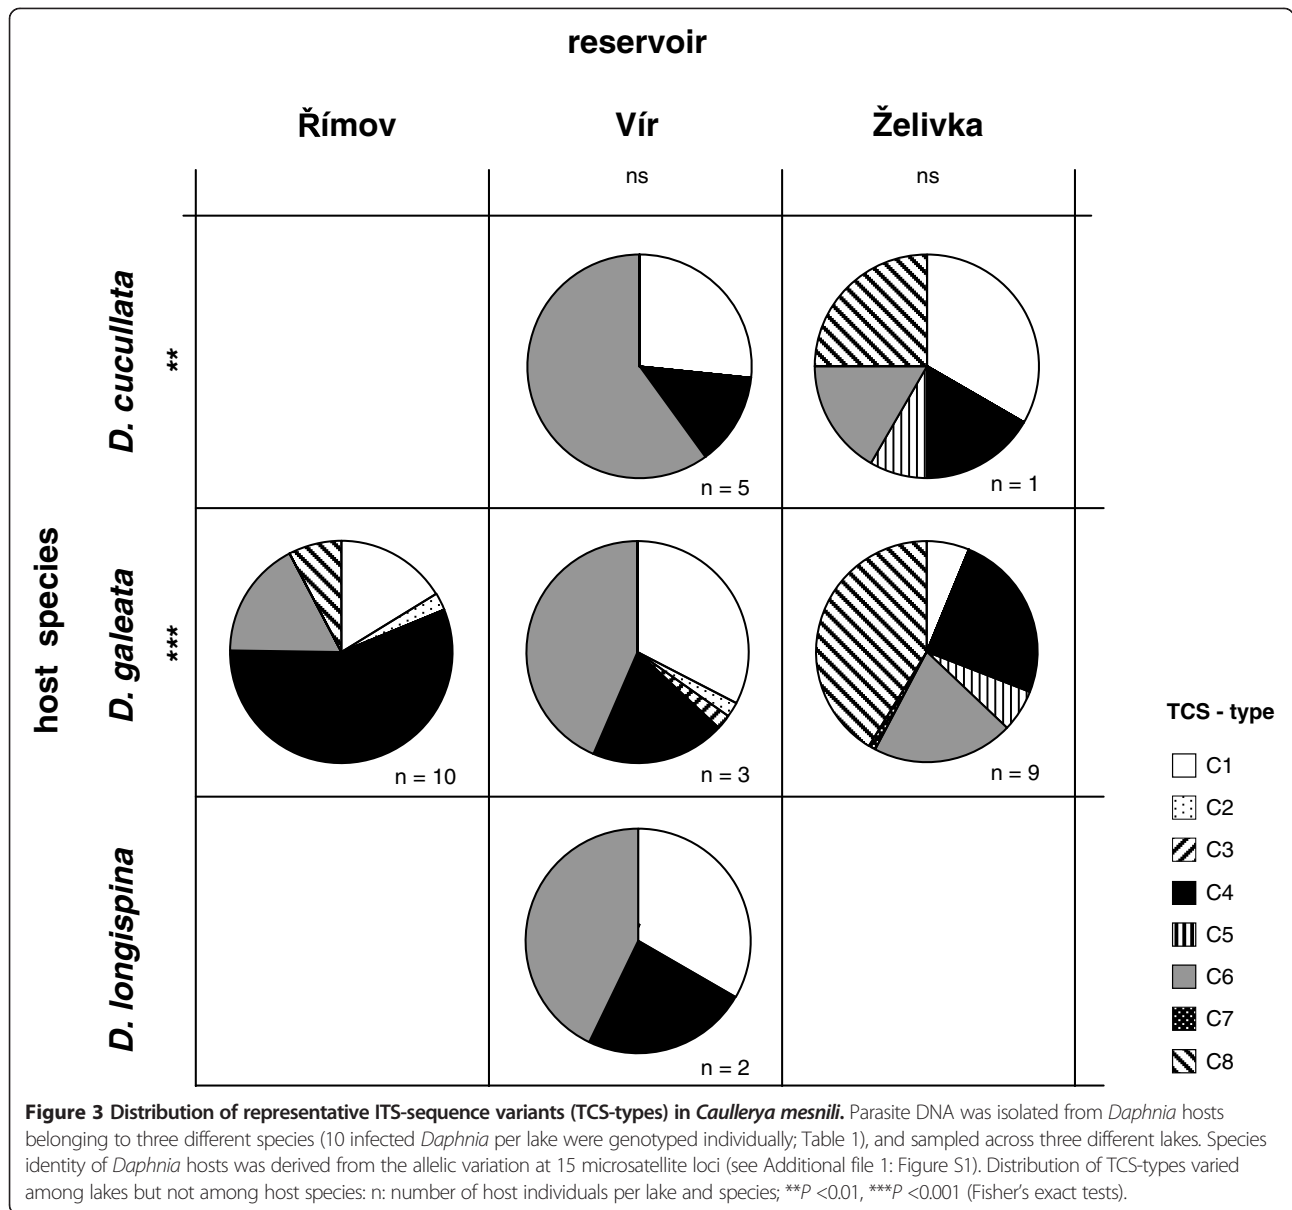 reservoir
Římov Vír Želivka
ns ns
host species
D. cucullata
**
n = 5
n = 1
D. galeata
***
n = 10
n = 3
n = 9
D. longispina
n = 2
TCS - type
C1
C2
C3
C4
C5
C6
C7
C8
Figure 3 Distribution of representative ITS-sequence variants (TCS-types) in Caullerya mesnili. Parasite DNA was isolated from Daphnia hosts
belonging to three different species (10 infected Daphnia per lake were genotyped individually; Table 1), and sampled across three different lakes. Species
identity of Daphnia hosts was derived from the allelic variation at 15 microsatellite loci (see Additional file 1: Figure S1). Distribution of TCS-types varied
among lakes but not among host species: n: number of host individuals per lake and species; **P <0.01, ***P <0.001 (Fisher's exact tests).